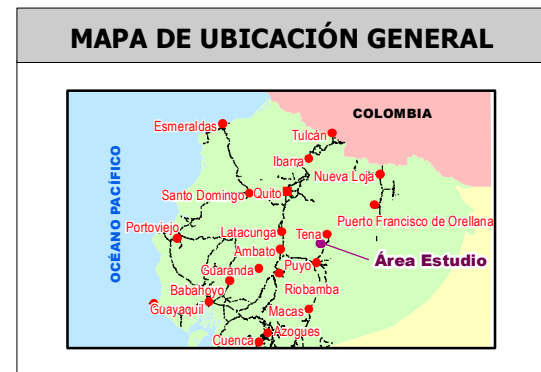 MAPA DE UBICACIÓN GENERAL
COLOMBIA
Esmeraldas
Tulcán
Ibarra
Nueva Loja
OCÉANO PACÍFICO
Santo Domingo
Quito
Puerto Francisco de Orellana
Portoviejo
Latacunga
Tena
Ambato
Área Estudio
Guaranda
Puyo
Babahoyo
Riobamba
Guayaquil
Macas
Azogues
Cuenca